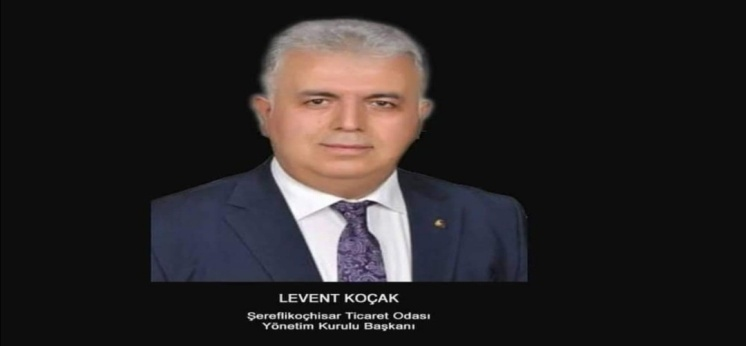 LEVENT KOÇAK
Şereflikoçhisar Ticaret Odası
Yönetim Kurulu Başkanı